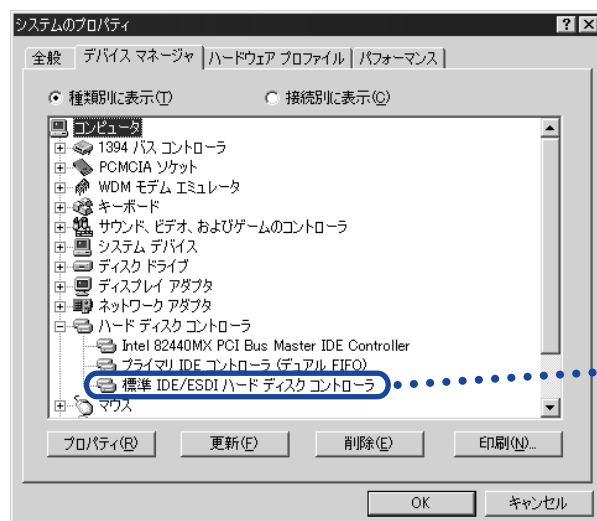 システムのプロパティ
全般 デバイス マネージャ ハードウェア プロファイル パフォーマンス
種類別に表示(T) 接続別に表示(C)
コンピュータ
1394 バス コントローラ
PCMCIA ソケット
WDM モデム エミュレータ
キーボード
サウンド、ビデオ、およびゲームのコントローラ
システム デバイス
ディスク ドライブ
ディスプレイ アダプタ
ネットワーク アダプタ
ハード ディスク コントローラ
Intel 82440MX PCI Bus Master IDE Controller
プライマリ IDE コントローラ (デュアル FIFO)
標準 IDE/ESDI ハード ディスク コントローラ
マウス
プロパティ(R) 更新(F) 削除(E) 印刷(N)...
OK キャンセル